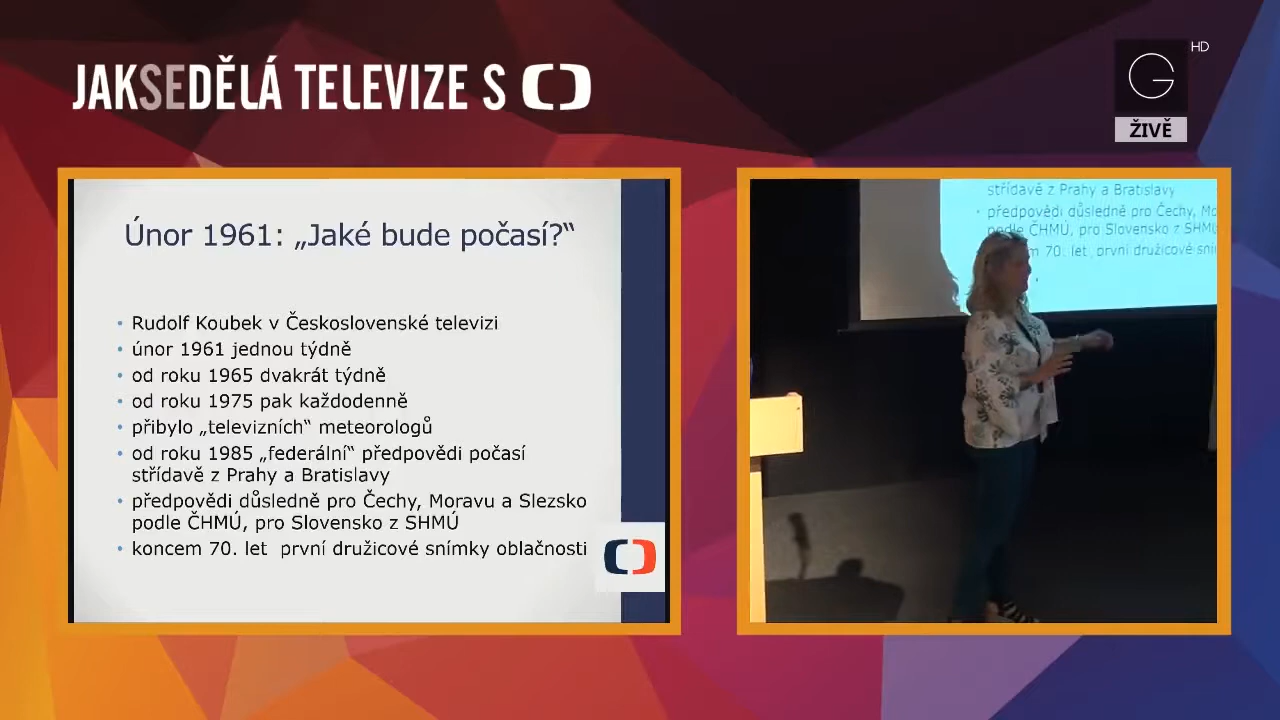 JAKSEDĚLÁ TELEVIZE S
HD
G
ŽIVĚ
Únor 1961: „Jaké bude počasí?“
• Rudolf Koubek v Československé televizi
• únor 1961 jednou týdně
• od roku 1965 dvakrát týdně
• od roku 1975 pak každodenně
• přibylo „televizních“ meteorologů
• od roku 1985 „federální“ předpovědi počasí
střídavě z Prahy a Bratislavy
• předpovědi důsledně pro Čechy, Moravu a Slezsko
podle ČHMÚ, pro Slovensko z SHMÚ
• koncem 70. let  první družicové snímky oblačnosti
střídavě z Prahy a Bratislavy
• předpovědi důsledně pro Čechy, Mo
podle ČHMÚ, pro Slovensko z SHMÚ
m 70. let první družicové sní